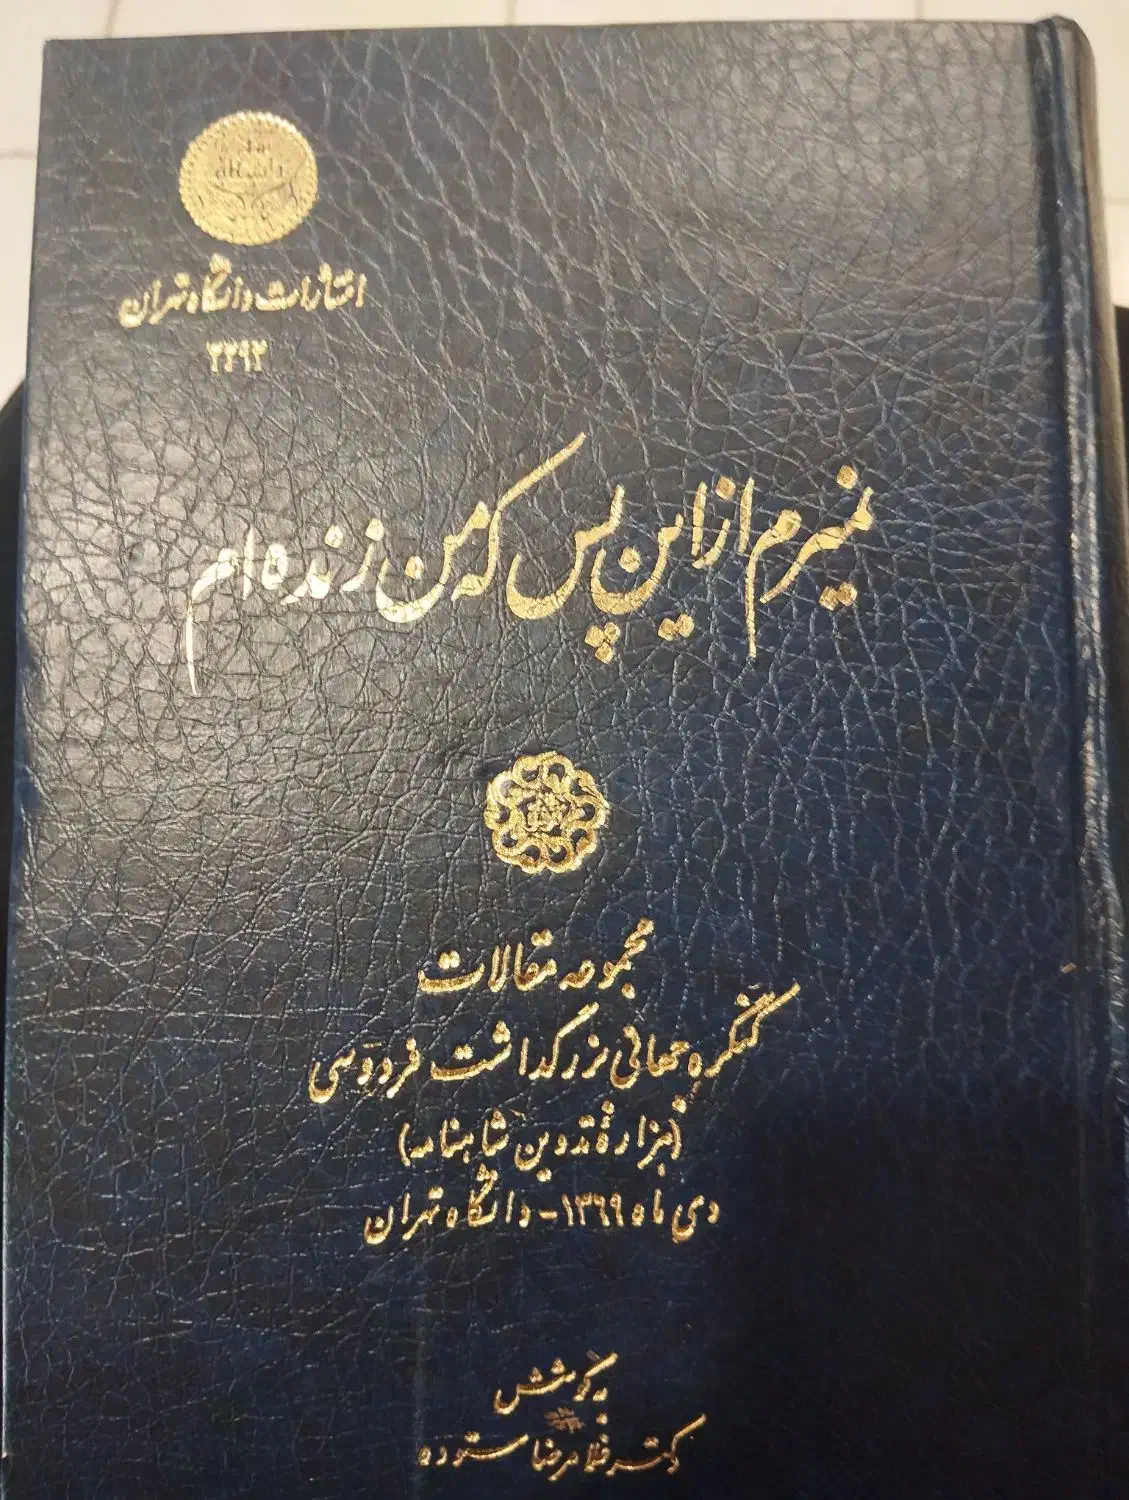 انتشارات دانشگاه تهران
۲۲۹۲
نمیرم از این پس که من زنده‌ام
مجموعه مقالات
کنگره جهانی بزرگداشت فردوسی
(هزارهٔ تدوین شاهنامه)
دی ماه ۱۳۶۹ - دانشگاه تهران
به کوشش
دکتر غلامرضا ستوده